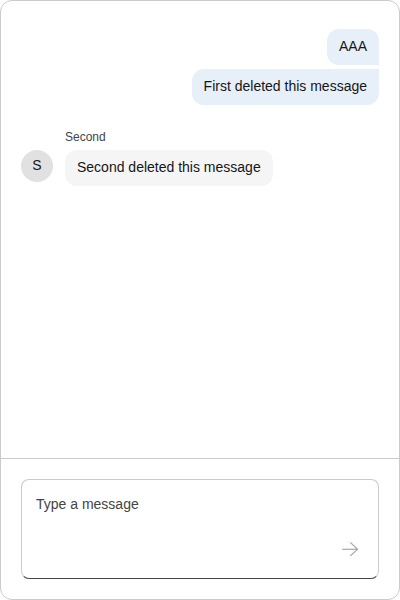 AAA
First deleted this message
Second
S
Second deleted this message
Type a message